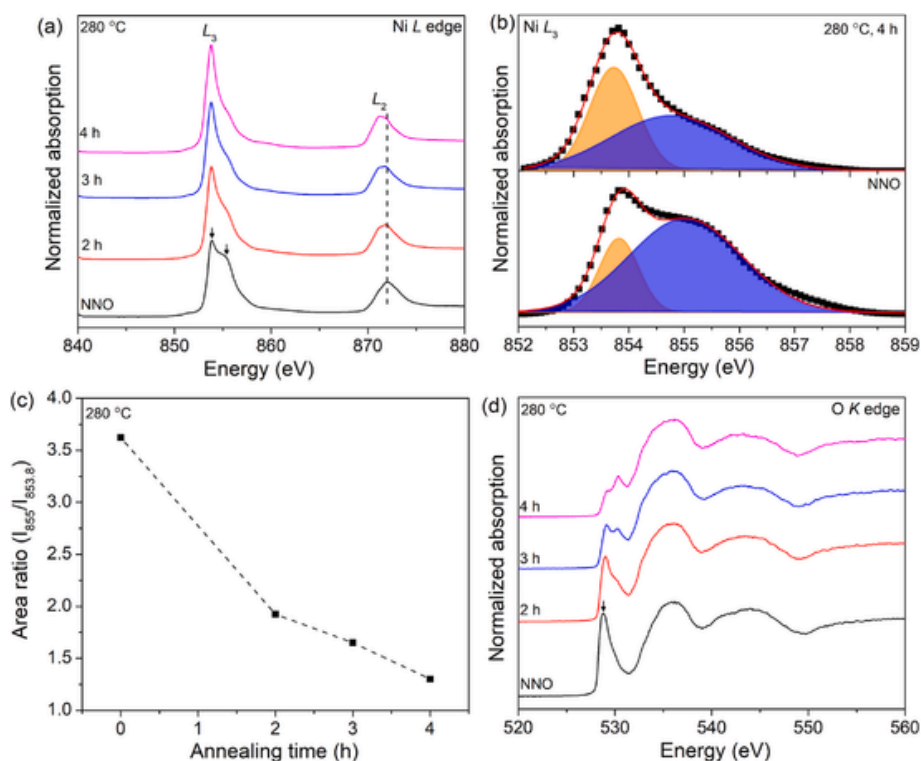 (a) 280 °C
L3
Ni L edge
L2
4 h
3 h
2 h
NNO
Normalized absorption
840 850 860 870 880
Energy (eV)
(b) Ni L3
280 °C, 4 h
NNO
Normalized absorption
852 853 854 855 856 857 858 859
Energy (eV)
(c) 280 °C
4.0
3.5
3.0
2.5
2.0
1.5
1.0
Area ratio (I855/I853.8)
0 1 2 3 4
Annealing time (h)
(d) 280 °C
O K edge
4 h
3 h
2 h
NNO
Normalized absorption
520 530 540 550 560
Energy (eV)